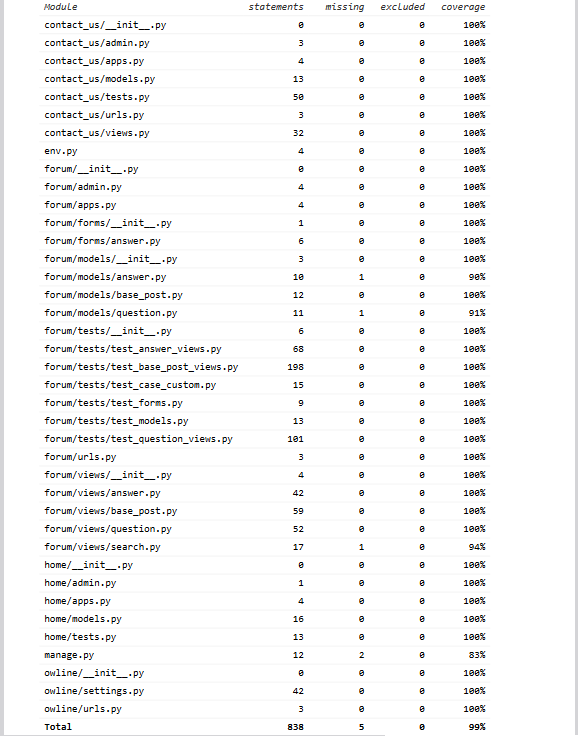 Module statements missing excluded coverage
contact_us/__init__.py 0 0 0 100%
contact_us/admin.py 3 0 0 100%
contact_us/apps.py 4 0 0 100%
contact_us/models.py 13 0 0 100%
contact_us/tests.py 50 0 0 100%
contact_us/urls.py 3 0 0 100%
contact_us/views.py 32 0 0 100%
env.py 4 0 0 100%
forum/__init__.py 0 0 0 100%
forum/admin.py 4 0 0 100%
forum/apps.py 4 0 0 100%
forum/forms/__init__.py 1 0 0 100%
forum/forms/answer.py 6 0 0 100%
forum/models/__init__.py 3 0 0 100%
forum/models/answer.py 10 1 0 90%
forum/models/base_post.py 12 0 0 100%
forum/models/question.py 11 1 0 91%
forum/tests/__init__.py 6 0 0 100%
forum/tests/test_answer_views.py 68 0 0 100%
forum/tests/test_base_post_views.py 198 0 0 100%
forum/tests/test_case_custom.py 15 0 0 100%
forum/tests/test_forms.py 9 0 0 100%
forum/tests/test_models.py 13 0 0 100%
forum/tests/test_question_views.py 101 0 0 100%
forum/urls.py 3 0 0 100%
forum/views/__init__.py 4 0 0 100%
forum/views/answer.py 42 0 0 100%
forum/views/base_post.py 59 0 0 100%
forum/views/question.py 52 0 0 100%
forum/views/search.py 17 1 0 94%
home/__init__.py 0 0 0 100%
home/admin.py 1 0 0 100%
home/apps.py 4 0 0 100%
home/models.py 16 0 0 100%
home/tests.py 13 0 0 100%
manage.py 12 2 0 83%
owline/__init__.py 0 0 0 100%
owline/settings.py 42 0 0 100%
owline/urls.py 3 0 0 100%
Total 838 5 0 99%